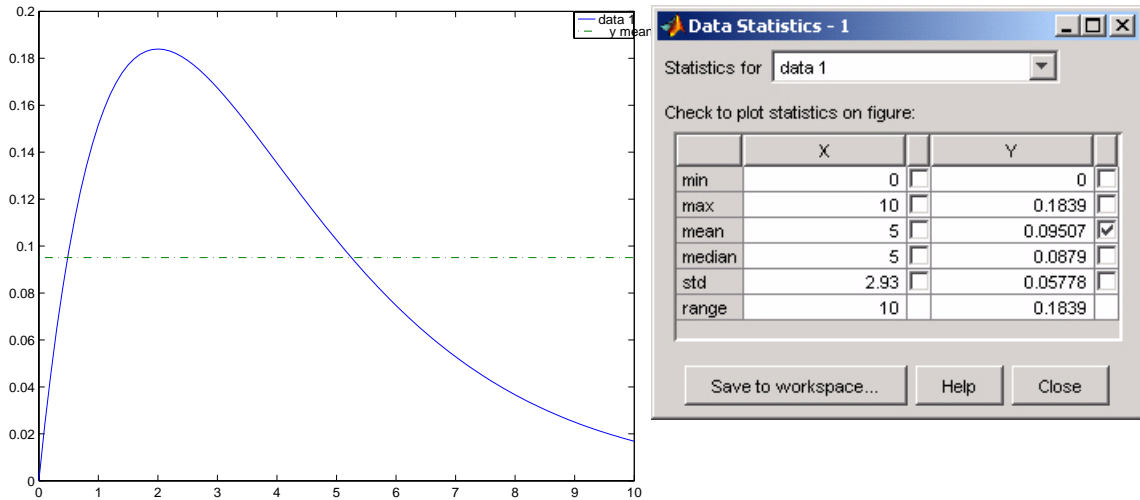 0.2
0.18
0.16
0.14
0.12
0.1
0.08
0.06
0.04
0.02
0
0 1 2 3 4 5 6 7 8 9 10
data 1
y mean
Data Statistics - 1
Statistics for data 1
Check to plot statistics on figure:
X Y
min 0 0
max 10 0.1839
mean 5 0.09507
median 5 0.0879
std 2.93 0.05778
range 10 0.1839
Save to workspace... Help Close